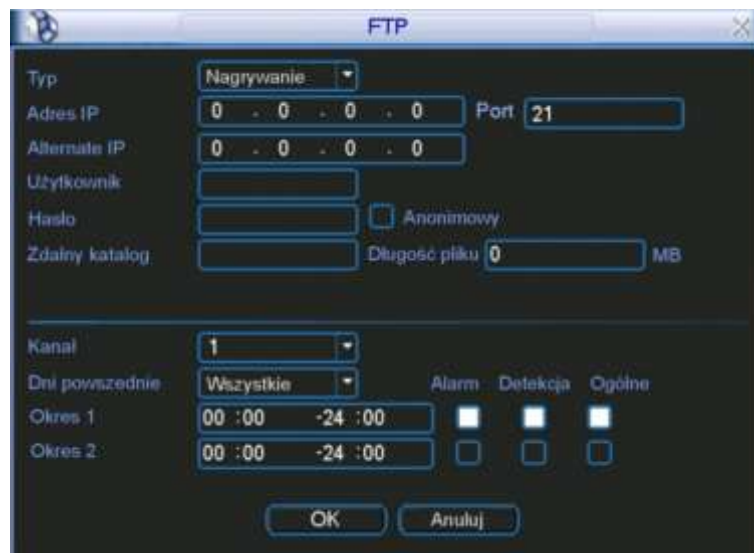 FTP
Typ Nagrywanie
Adres IP 0 . 0 . 0 . 0 Port 21
Alternate IP 0 . 0 . 0 . 0
Użytkownik
Hasło Anonimowy
Zdalny katalog Długość pliku 0 MB
Kanał 1
Dni powszednie Wszystkie Alarm Detekcja Ogólne
Okres 1 00 :00 -24 :00
Okres 2 00 :00 -24 :00
OK Anuluj